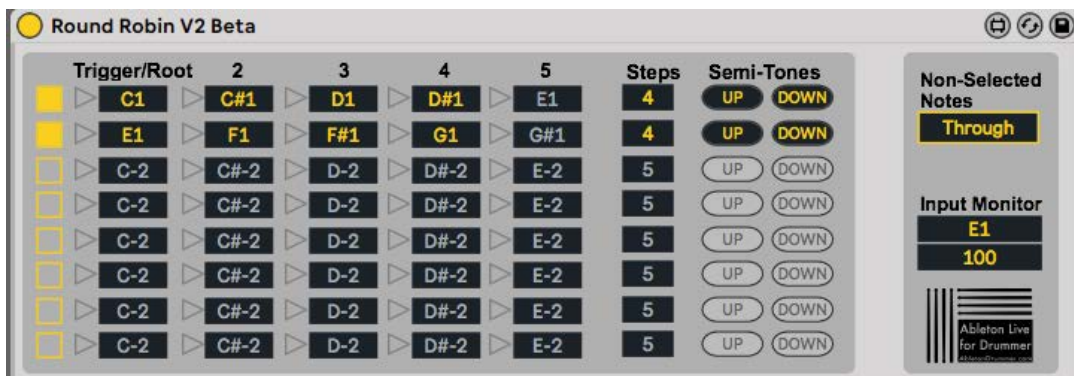 Round Robin V2 Beta
Trigger/Root 2 3 4 5 Steps Semi-Tones
C1 C#1 D1 D#1 E1 4 UP DOWN
E1 F1 F#1 G1 G#1 4 UP DOWN
C-2 C#-2 D-2 D#-2 E-2 5 UP DOWN
C-2 C#-2 D-2 D#-2 E-2 5 UP DOWN
C-2 C#-2 D-2 D#-2 E-2 5 UP DOWN
C-2 C#-2 D-2 D#-2 E-2 5 UP DOWN
C-2 C#-2 D-2 D#-2 E-2 5 UP DOWN
C-2 C#-2 D-2 D#-2 E-2 5 UP DOWN
Non-Selected
Notes
Through
Input Monitor
E1
100
Ableton Live
for Drummer
AbletonDrummer.com